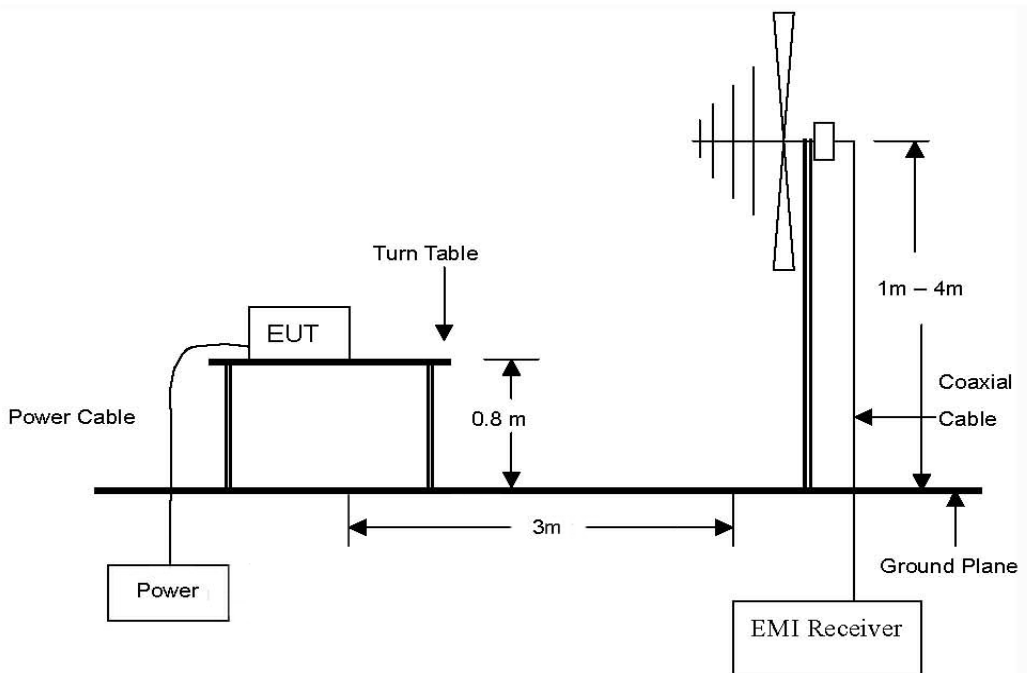 Turn Table
1m – 4m
EUT
Coaxial
Cable
Power Cable
0.8 m
3m
Ground Plane
Power
EMI Receiver